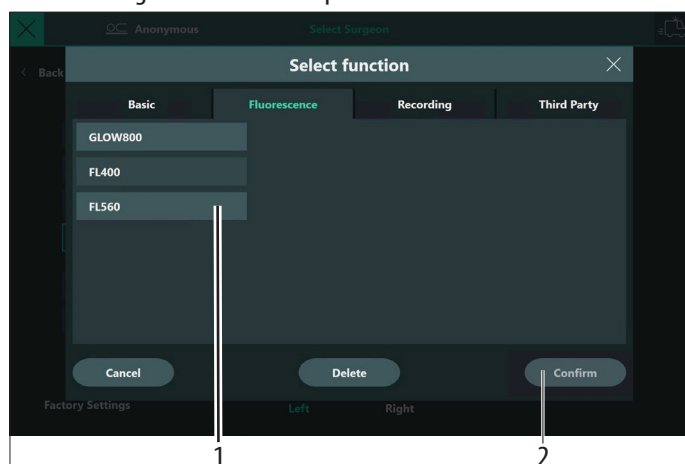 Anonymous Select Surgeon
Back
Select function
Basic Fluorescence Recording Third Party
GLOW800
FL400
FL560
Cancel Delete Confirm
Factory Settings Left Right
1 2